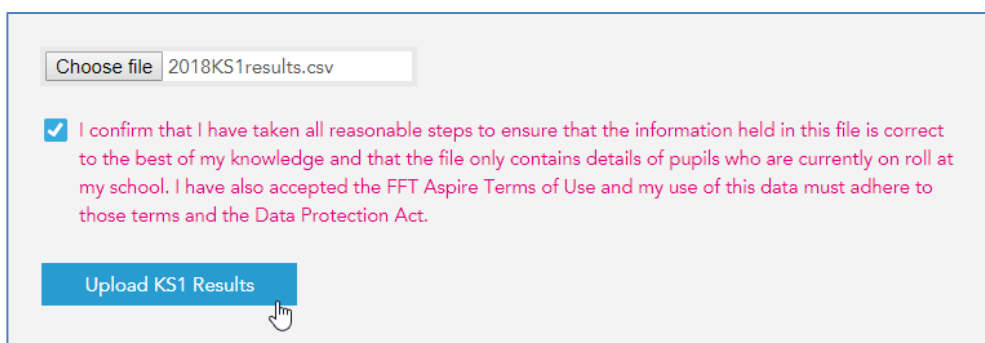 Choose file 2018KS1results.csv
I confirm that I have taken all reasonable steps to ensure that the information held in this file is correct
to the best of my knowledge and that the file only contains details of pupils who are currently on roll at
my school. I have also accepted the FFT Aspire Terms of Use and my use of this data must adhere to
those terms and the Data Protection Act.
Upload KS1 Results